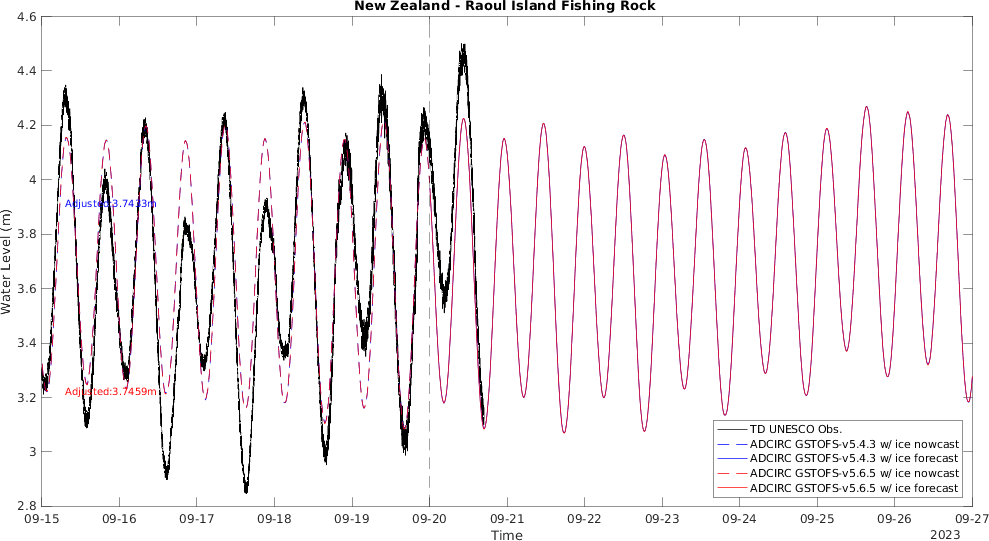 New Zealand - Raoul Island Fishing Rock
4.6
4.4
4.2
4
3.8
3.6
3.4
3.2
3
2.8
Water Level (m)
Adjusted:3.7433m
Adjusted:3.7459m
TD UNESCO Obs.
ADCIRC GSTOFS-v5.4.3 w/ ice nowcast
ADCIRC GSTOFS-v5.4.3 w/ ice forecast
ADCIRC GSTOFS-v5.6.5 w/ ice nowcast
ADCIRC GSTOFS-v5.6.5 w/ ice forecast
09-15 09-16 09-17 09-18 09-19 09-20 09-21 09-22 09-23 09-24 09-25 09-26 09-27
Time
2023